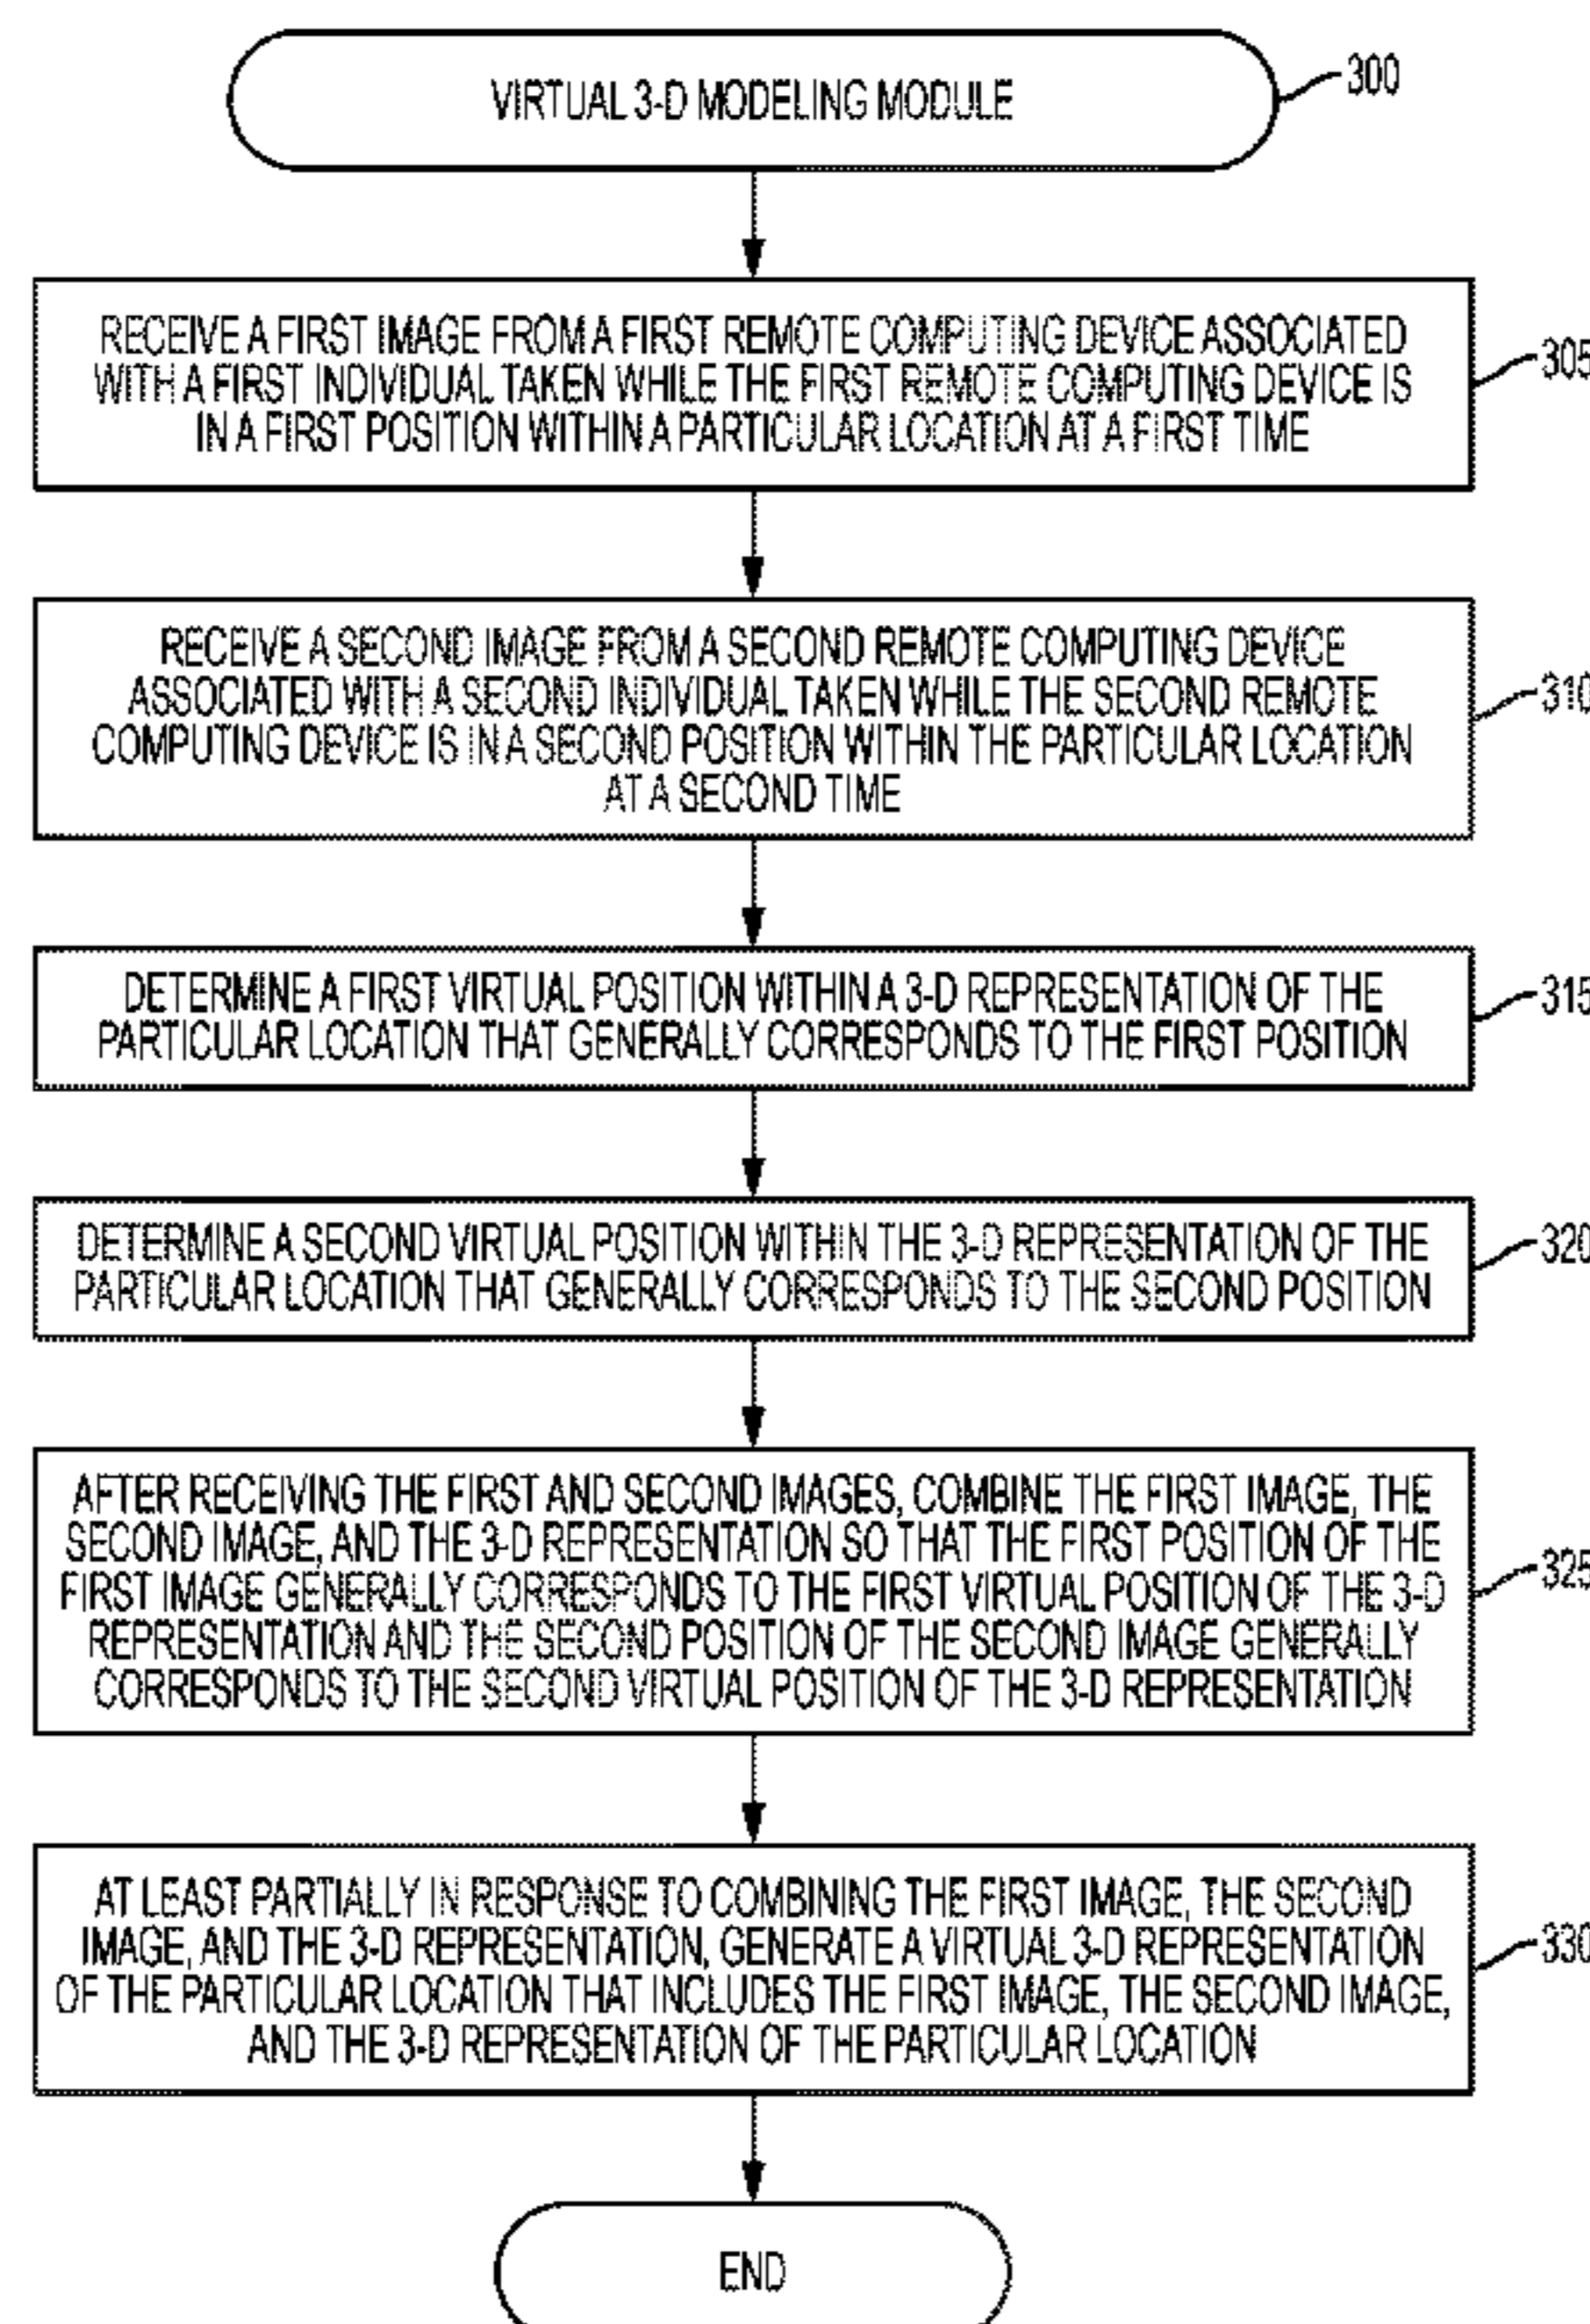 VIRTUAL 3-D MODELING MODULE
300
RECEIVE A FIRST IMAGE FROM A FIRST REMOTE COMPUTING DEVICE ASSOCIATED
WITH A FIRST INDIVIDUAL TAKEN WHILE THE FIRST REMOTE COMPUTING DEVICE IS
IN A FIRST POSITION WITHIN A PARTICULAR LOCATION AT A FIRST TIME
305
RECEIVE A SECOND IMAGE FROM A SECOND REMOTE COMPUTING DEVICE
ASSOCIATED WITH A SECOND INDIVIDUAL TAKEN WHILE THE SECOND REMOTE
COMPUTING DEVICE IS IN A SECOND POSITION WITHIN THE PARTICULAR LOCATION
AT A SECOND TIME
310
DETERMINE A FIRST VIRTUAL POSITION WITHIN A 3-D REPRESENTATION OF THE
PARTICULAR LOCATION THAT GENERALLY CORRESPONDS TO THE FIRST POSITION
315
DETERMINE A SECOND VIRTUAL POSITION WITHIN THE 3-D REPRESENTATION OF THE
PARTICULAR LOCATION THAT GENERALLY CORRESPONDS TO THE SECOND POSITION
320
AFTER RECEIVING THE FIRST AND SECOND IMAGES, COMBINE THE FIRST IMAGE, THE
SECOND IMAGE, AND THE 3-D REPRESENTATION SO THAT THE FIRST POSITION OF THE
FIRST IMAGE GENERALLY CORRESPONDS TO THE FIRST VIRTUAL POSITION OF THE 3-D
REPRESENTATION AND THE SECOND POSITION OF THE SECOND IMAGE GENERALLY
CORRESPONDS TO THE SECOND VIRTUAL POSITION OF THE 3-D REPRESENTATION
325
AT LEAST PARTIALLY IN RESPONSE TO COMBINING THE FIRST IMAGE, THE SECOND
IMAGE, AND THE 3-D REPRESENTATION, GENERATE A VIRTUAL 3-D REPRESENTATION
OF THE PARTICULAR LOCATION THAT INCLUDES THE FIRST IMAGE, THE SECOND IMAGE,
AND THE 3-D REPRESENTATION OF THE PARTICULAR LOCATION
330
END